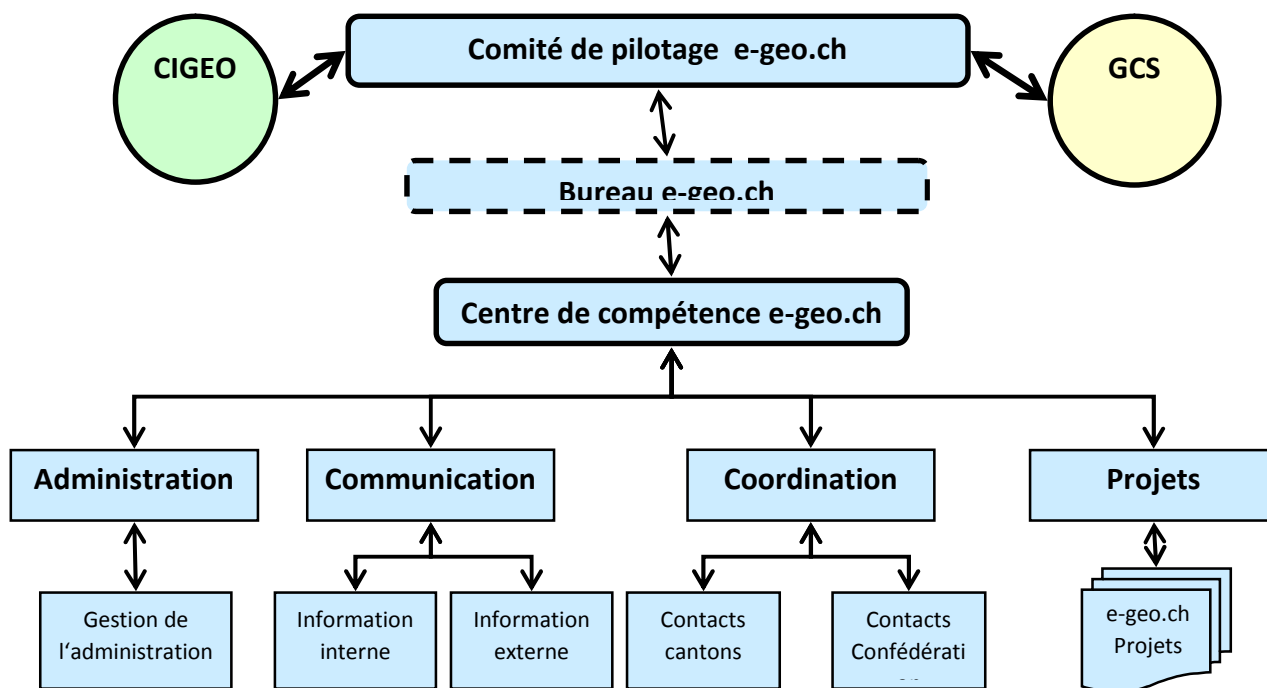 CIGEO
Comité de pilotage e-geo.ch
GCS
Bureau e-geo.ch
Centre de compétence e-geo.ch
Administration
Communication
Coordination
Projets
Gestion de
l‘administration
Information
interne
Information
externe
Contacts
cantons
Contacts
Confédérati
e-geo.ch
Projets